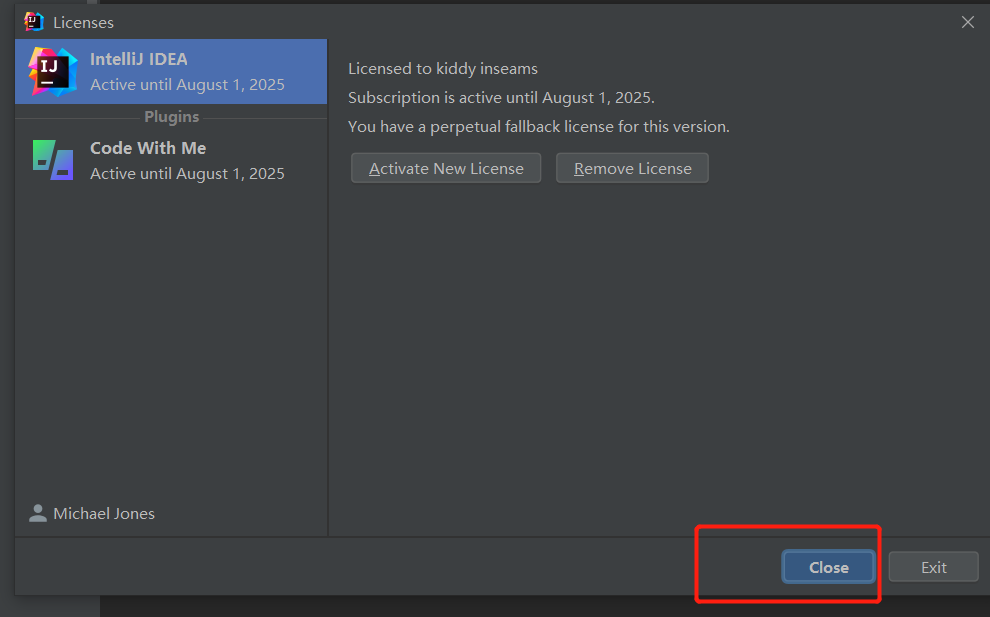 Licenses
IntelliJ IDEA
Active until August 1, 2025
Plugins
Code With Me
Active until August 1, 2025
Michael Jones
Licensed to kiddy inseams
Subscription is active until August 1, 2025.
You have a perpetual fallback license for this version.
Activate New License
Remove License
Close
Exit